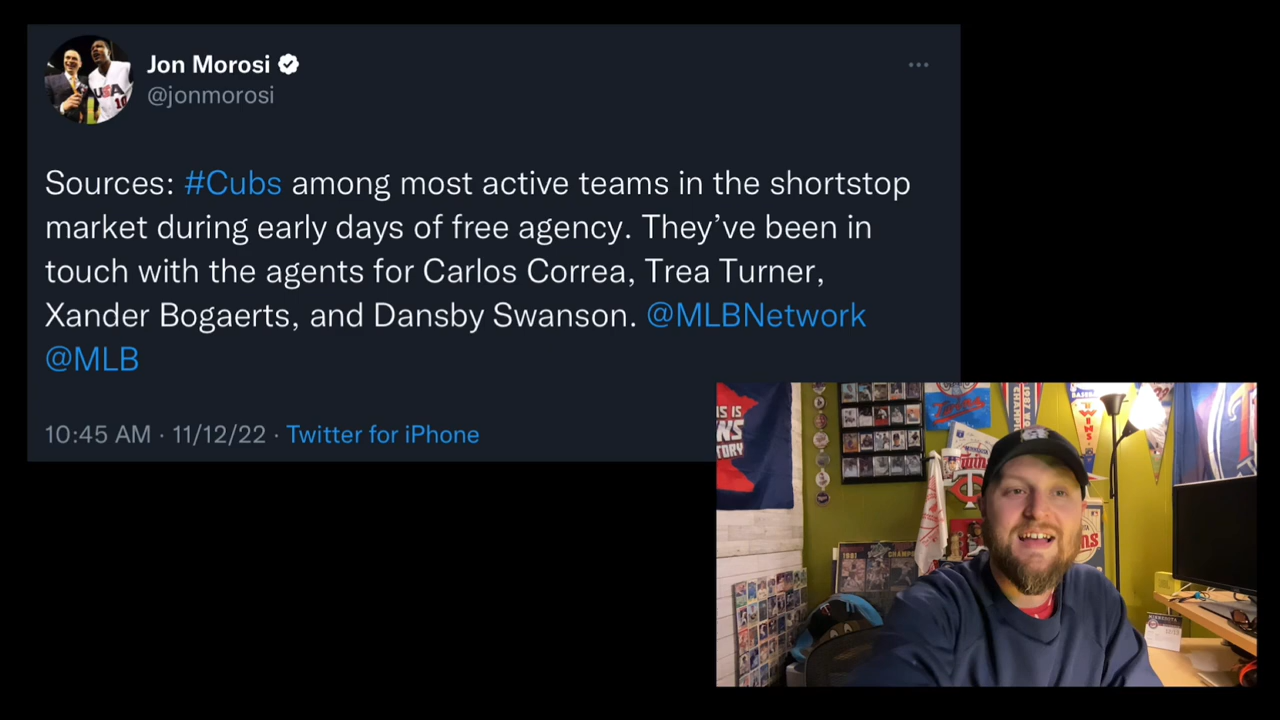 Jon Morosi
@jonmorosi
Sources: #Cubs among most active teams in the shortstop
market during early days of free agency. They’ve been in
touch with the agents for Carlos Correa, Trea Turner,
Xander Bogaerts, and Dansby Swanson. @MLBNetwork
@MLB
10:45 AM · 11/12/22 · Twitter for iPhone
USA
10